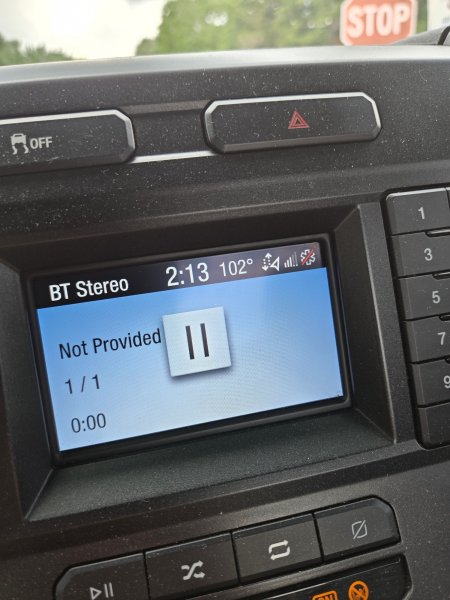 STOP
OFF
BT Stereo 2:13 102°
Not Provided
1 / 1
0:00
1
3
5
7
9